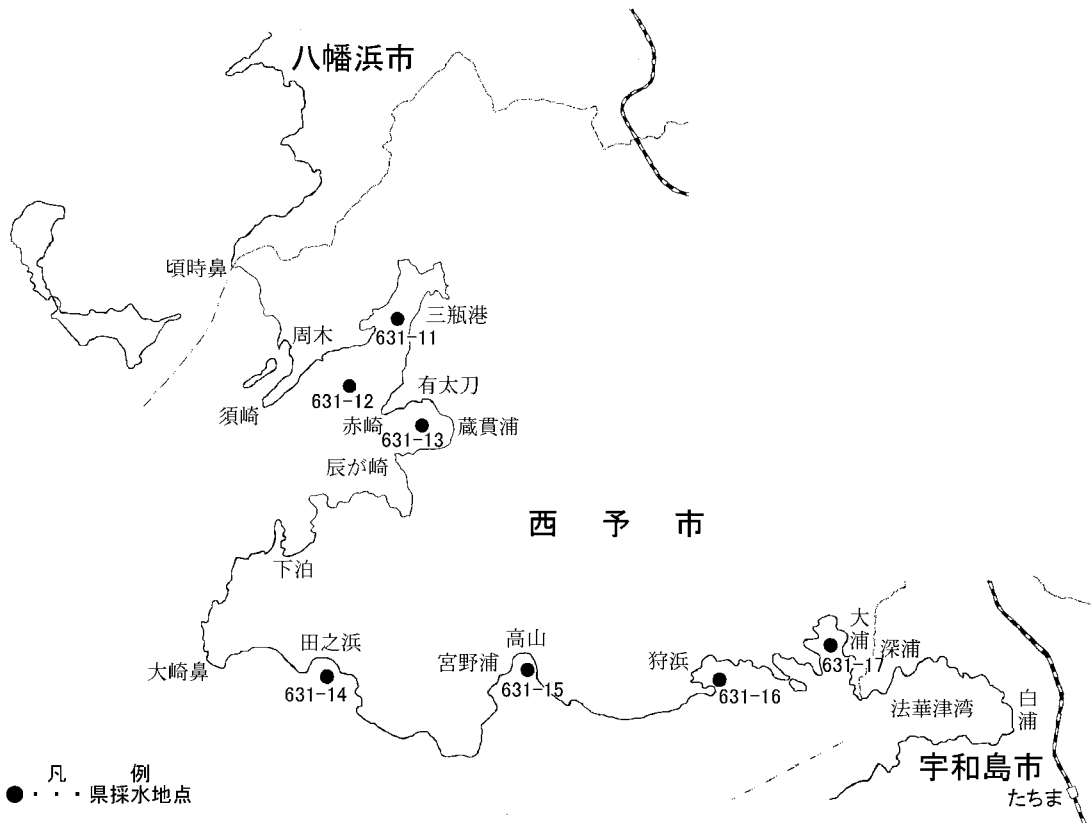 八幡浜市
頃時鼻
三瓶港
周木
631-11
有太刀
631-12
須崎
赤崎
蔵貫浦
631-13
辰が崎
西予市
下泊
大浦
田之浜
高山
深浦
宮野浦
狩浜
631-17
大崎鼻
631-14
631-15
631-16
法華津湾
白浦
宇和島市
凡例
●・・・県採水地点
たちま